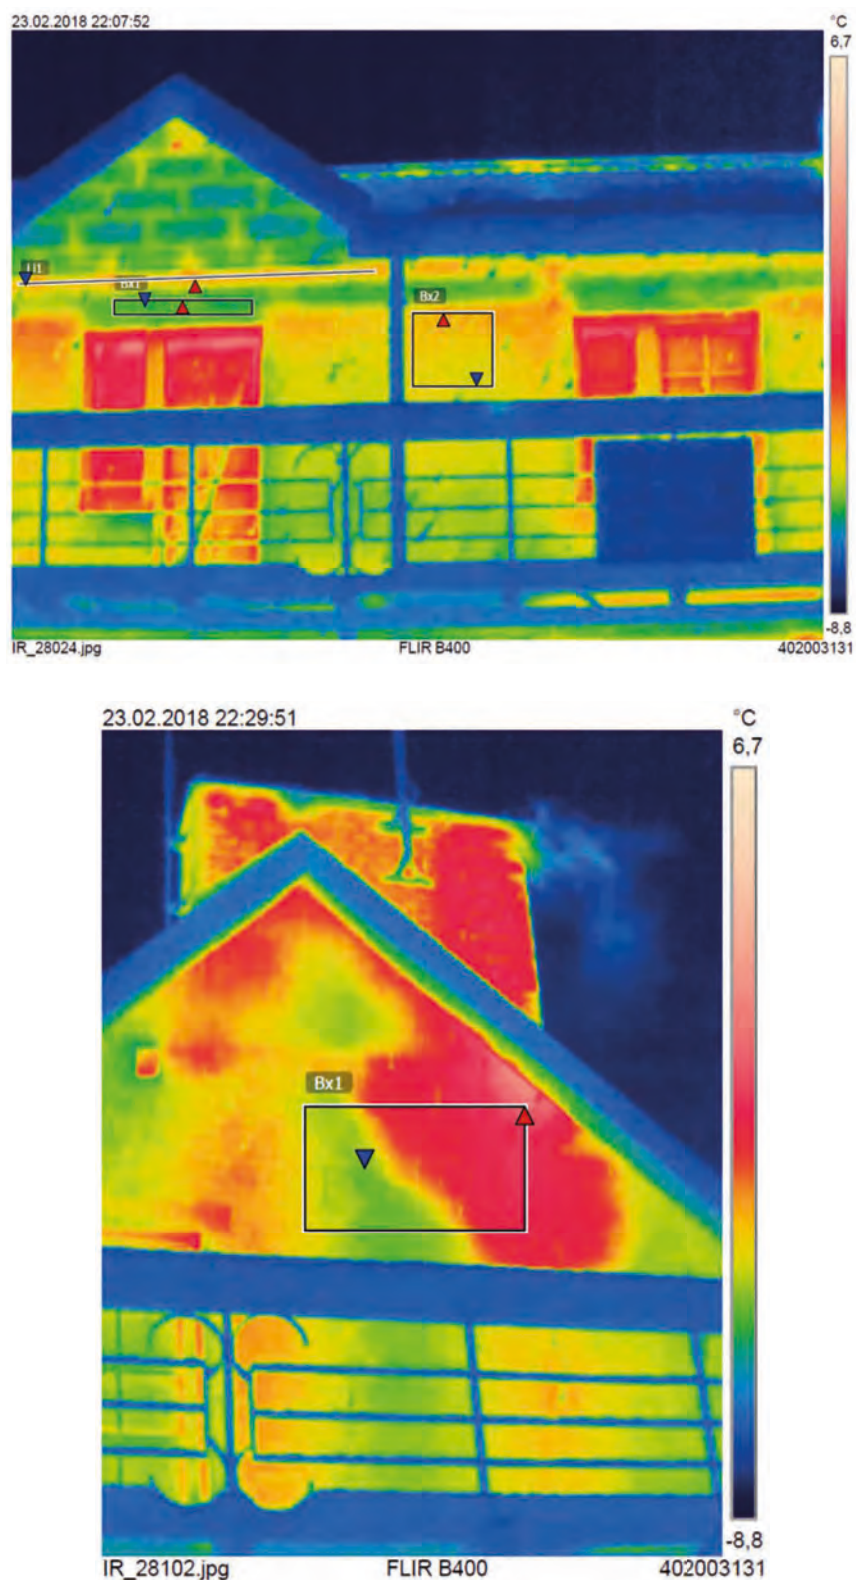 23.02.2018 22:07:52 °C
6,7
Li1
Bx1
Bx2
-8,8
IR_28024.jpg FLIR B400 402003131
23.02.2018 22:29:51 °C
6,7
Bx1
-8,8
IR_28102.jpg FLIR B400 402003131